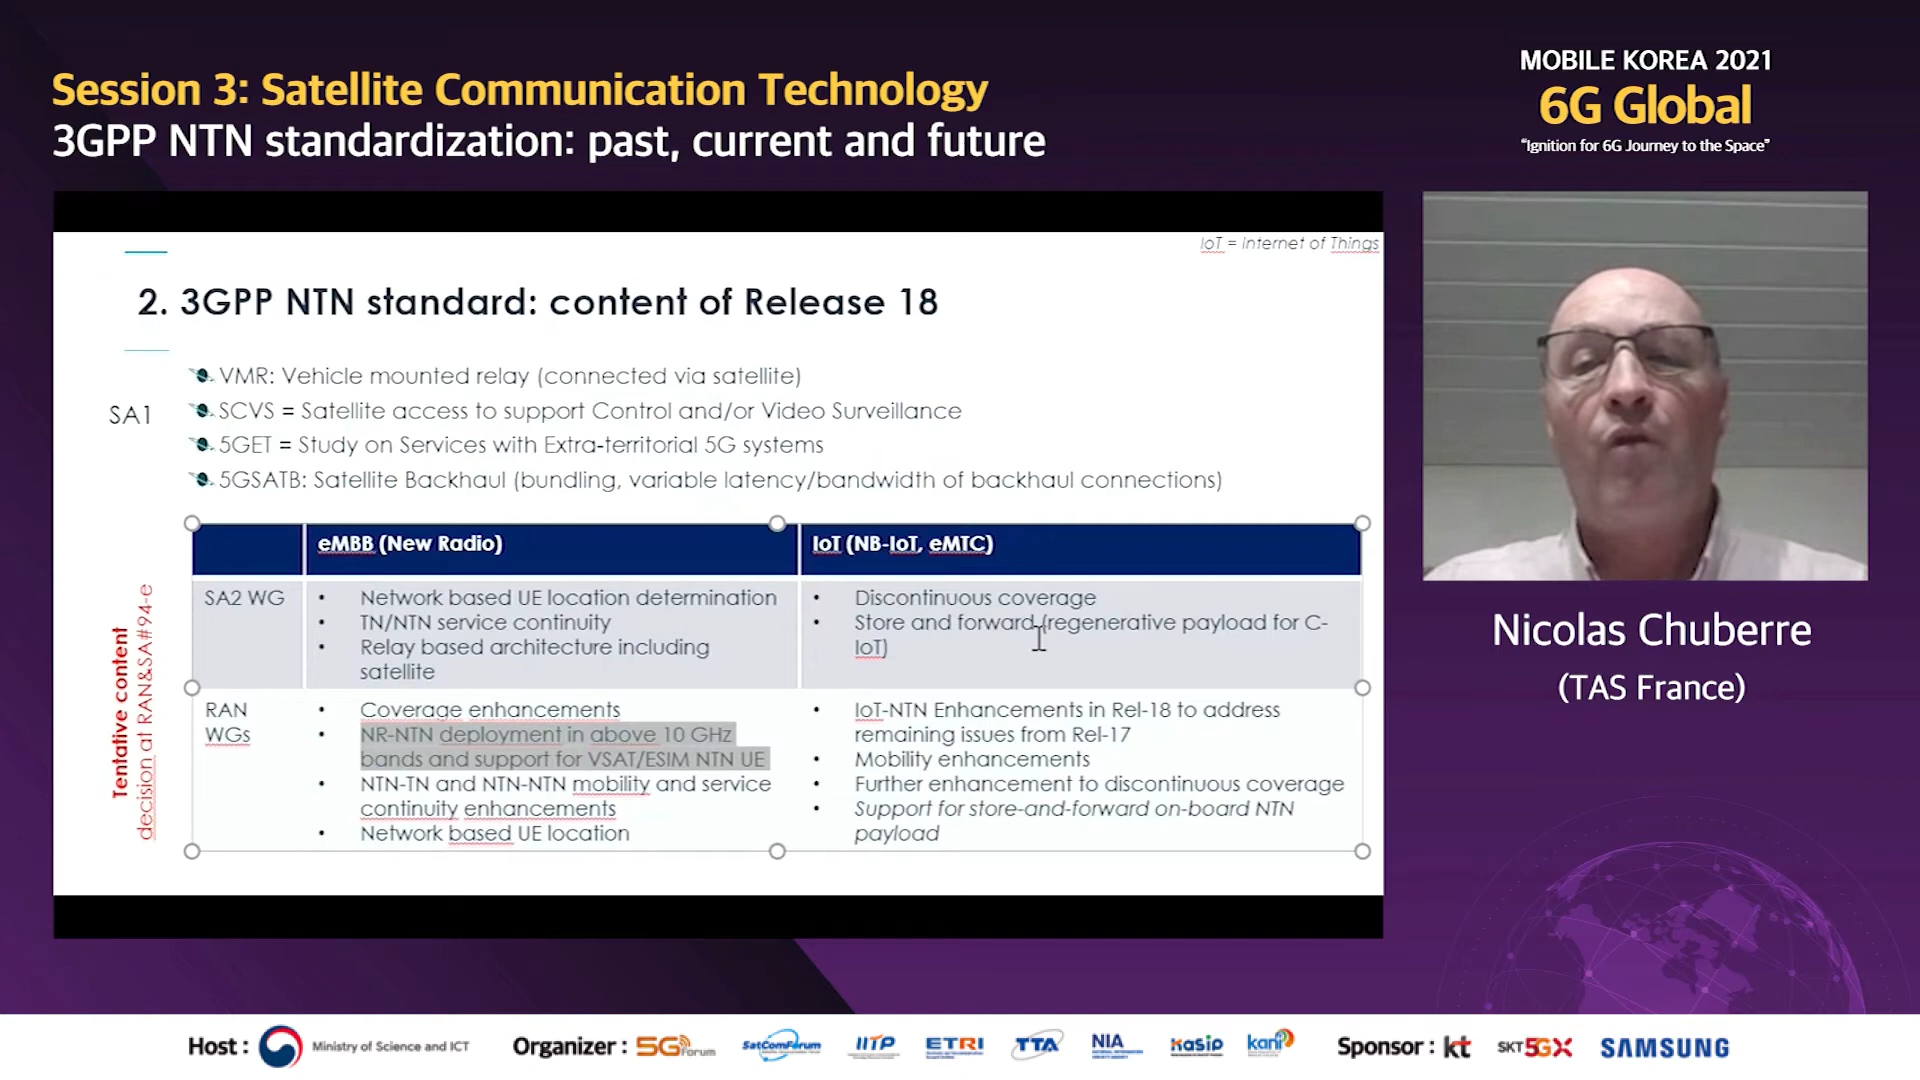 Session 3: Satellite Communication Technology
3GPP NTN standardization: past, current and future
MOBILE KOREA 2021
6G Global
“Ignition for 6G Journey to the Space”
IoT = Internet of Things
2. 3GPP NTN standard: content of Release 18
SA1
VMR: Vehicle mounted relay (connected via satellite)
SCVS = Satellite access to support Control and/or Video Surveillance
5GET = Study on Services with Extra-territorial 5G systems
5GSATB: Satellite Backhaul (bundling, variable latency/bandwidth of backhaul connections)
Tentative content
decision at RAN&SA#94-e
eMBB (New Radio)
IoT (NB-IoT, eMTC)
SA2 WG
• Network based UE location determination
• TN/NTN service continuity
• Relay based architecture including
satellite
• Discontinuous coverage
• Store and forward (regenerative payload for C-
IoT)
RAN
WGs
• Coverage enhancements
• NR-NTN deployment in above 10 GHz
bands and support for VSAT/ESIM NTN UE
• NTN-TN and NTN-NTN mobility and service
continuity enhancements
• Network based UE location
• IoT-NTN Enhancements in Rel-18 to address
remaining issues from Rel-17
• Mobility enhancements
• Further enhancement to discontinuous coverage
• Support for store-and-forward on-board NTN
payload
Nicolas Chuberre
(TAS France)
Host : Ministry of Science and ICT
Organizer : 5G forum SatComForum IITP ETRI TTA NIA kasip kani
Sponsor : kt SKT 5GX SAMSUNG